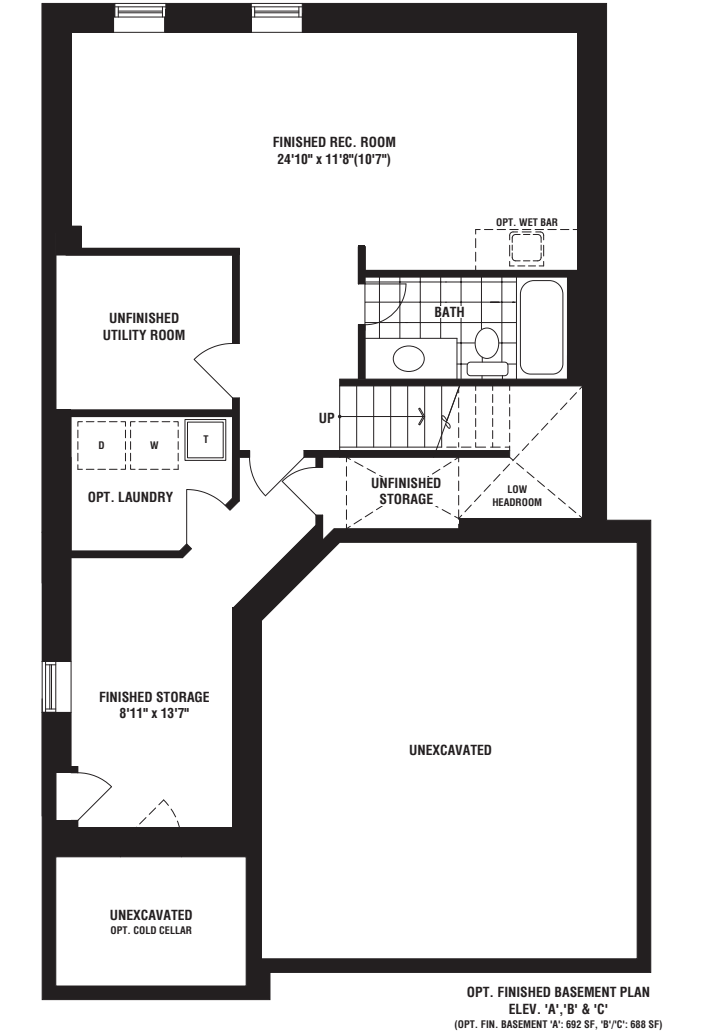 FINISHED REC. ROOM
24'10" x 11'8"(10'7")
OPT. WET BAR
UNFINISHED
UTILITY ROOM
BATH
UP
D
W
T
OPT. LAUNDRY
UNFINISHED
STORAGE
LOW
HEADROOM
FINISHED STORAGE
8'11" x 13'7"
UNEXCAVATED
UNEXCAVATED
OPT. COLD CELLAR
OPT. FINISHED BASEMENT PLAN
ELEV. 'A','B' & 'C'
(OPT. FIN. BASEMENT 'A': 692 SF, 'B'/'C': 688 SF)